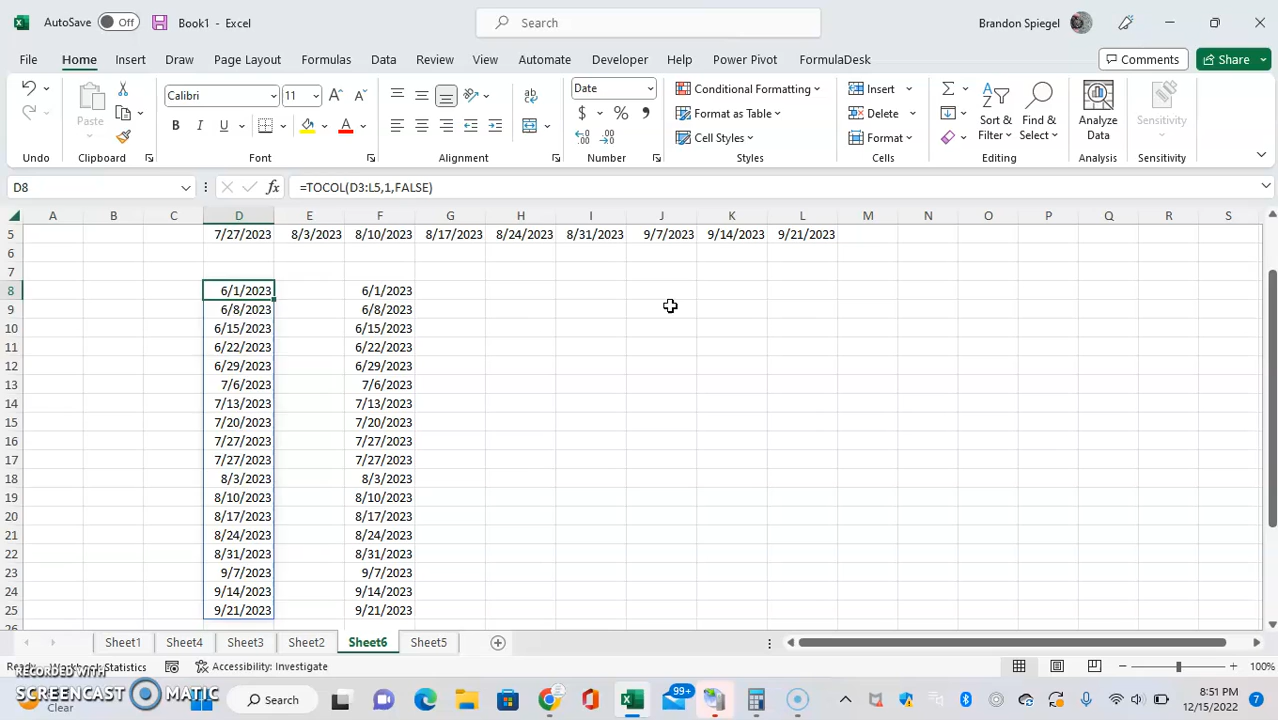 AutoSave Off Book1 - Excel Search Brandon Spiegel
File Home Insert Draw Page Layout Formulas Data Review View Automate Developer Help Power Pivot FormulaDesk Comments Share
Paste Calibri 11 B I U ab Date $ % Conditional Formatting Format as Table Cell Styles Insert Delete Format Sort & Filter Find & Select Analyze Data Sensitivity
Undo Clipboard Font Alignment Number Styles Cells Editing Analysis Sensitivity
D8 fx =TOCOL(D3:L5,1,FALSE)
A B C D E F G H I J K L M N O P Q R S
5 7/27/2023 8/3/2023 8/10/2023 8/17/2023 8/24/2023 8/31/2023 9/7/2023 9/14/2023 9/21/2023
6
7
8 6/1/2023 6/1/2023
9 6/8/2023 6/8/2023
10 6/15/2023 6/15/2023
11 6/22/2023 6/22/2023
12 6/29/2023 6/29/2023
13 7/6/2023 7/6/2023
14 7/13/2023 7/13/2023
15 7/20/2023 7/20/2023
16 7/27/2023 7/27/2023
17 7/27/2023 7/27/2023
18 8/3/2023 8/3/2023
19 8/10/2023 8/10/2023
20 8/17/2023 8/17/2023
21 8/24/2023 8/24/2023
22 8/31/2023 8/31/2023
23 9/7/2023 9/7/2023
24 9/14/2023 9/14/2023
25 9/21/2023 9/21/2023
Sheet1 Sheet4 Sheet3 Sheet2 Sheet6 Sheet5
Statistics Accessibility: Investigate 100%
RECORDED WITH
SCREENCAST MATIC
Clear Search 99+ 8:51 PM
12/15/2022 7